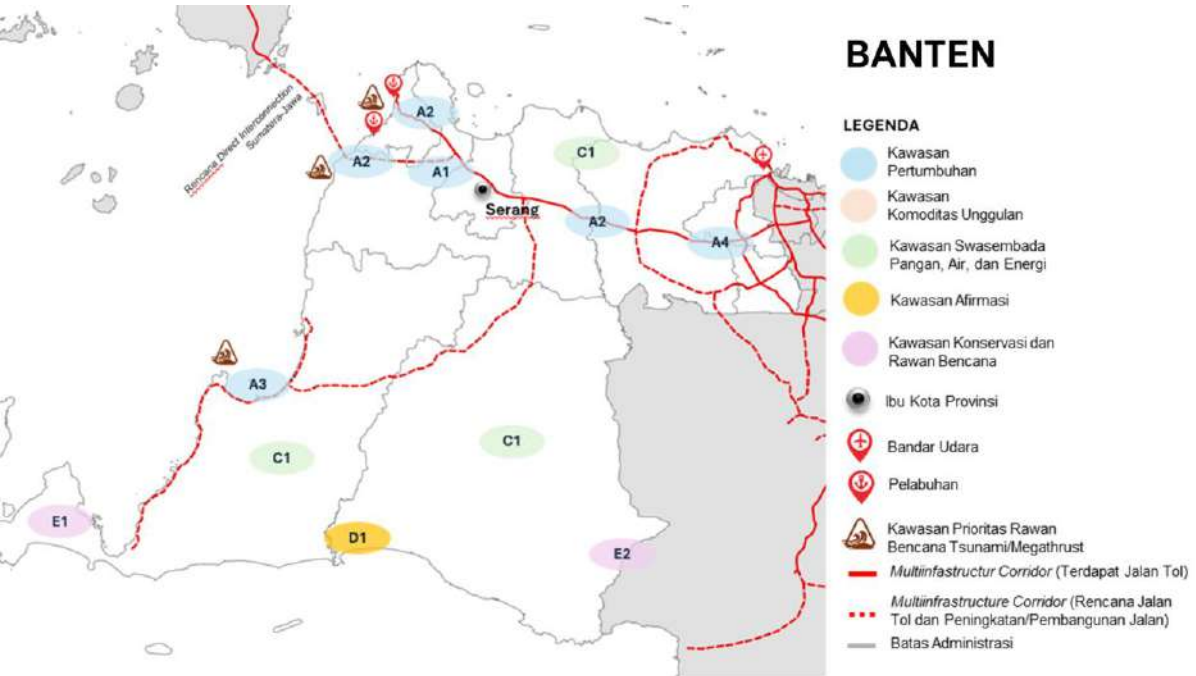 BANTEN
LEGENDA
Kawasan
Pertumbuhan
Kawasan
Komoditas Unggulan
Kawasan Swasembada
Pangan, Air, dan Energi
Kawasan Afirmasi
Kawasan Konservasi dan
Rawan Bencana
Ibu Kota Provinsi
Bandar Udara
Pelabuhan
Kawasan Prioritas Rawan
Bencana Tsunami/Megathrust
Multiinfastructur Corridor (Terdapat Jalan Tol)
Multiinfrastructure Corridor (Rencana Jalan
Tol dan Peningkatan/Pembangunan Jalan)
Batas Administrasi
Rencana Direct Interconnection
Sumatera-Jawa
A2
A2
A1
C1
Serang
A2
A4
A3
C1
C1
E1
D1
E2